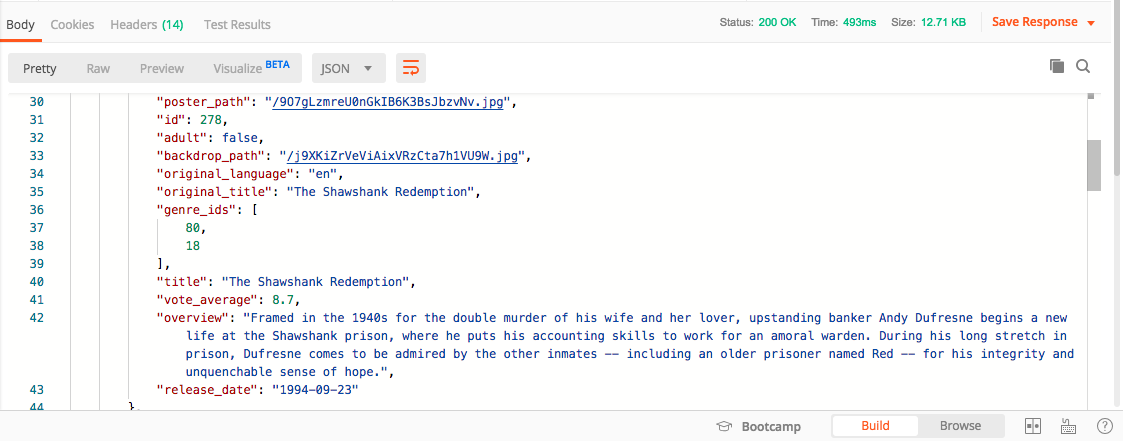 Body Cookies Headers (14) Test Results Status: 200 OK Time: 493ms Size: 12.71 KB Save Response
Pretty Raw Preview Visualize BETA JSON
30 "poster_path": "/9O7gLzmreU0nGkIB6K3BsJbzvNv.jpg",
31 "id": 278,
32 "adult": false,
33 "backdrop_path": "/j9XKiZrVeViAixVRzCta7h1VU9W.jpg",
34 "original_language": "en",
35 "original_title": "The Shawshank Redemption",
36 "genre_ids": [
37 80,
38 18
39 ],
40 "title": "The Shawshank Redemption",
41 "vote_average": 8.7,
42 "overview": "Framed in the 1940s for the double murder of his wife and her lover, upstanding banker Andy Dufresne begins a new
life at the Shawshank prison, where he puts his accounting skills to work for an amoral warden. During his long stretch in
prison, Dufresne comes to be admired by the other inmates -- including an older prisoner named Red -- for his integrity and
unquenchable sense of hope.",
43 "release_date": "1994-09-23"
44 },
Bootcamp Build Browse